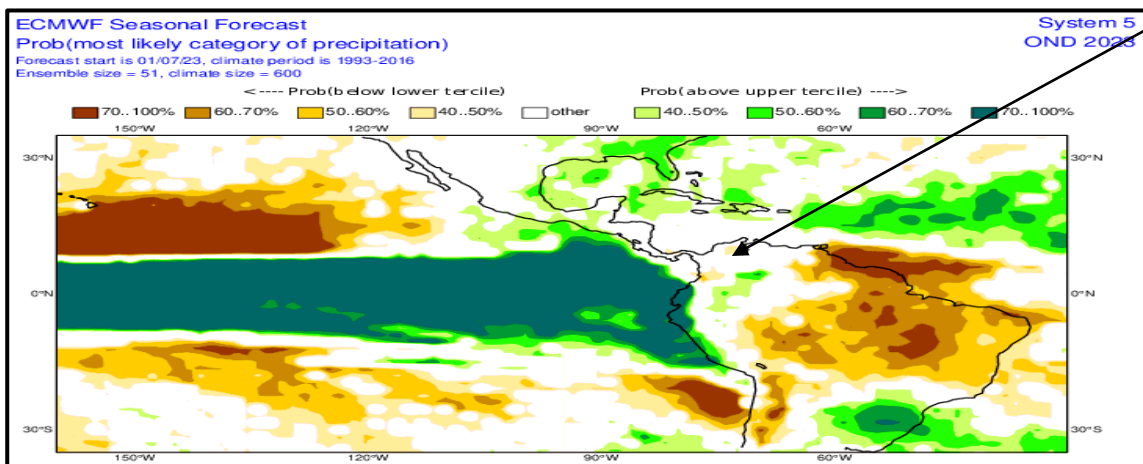 ECMWF Seasonal Forecast
System 5
Prob(most likely category of precipitation)
OND 2023
Forecast start is 01/07/23, climate period is 1993-2016
Ensemble size = 51, climate size = 600
<---- Prob(below lower tercile)
Prob(above upper tercile) ---->
70..100%
60..70%
50..60%
40..50%
other
40..50%
50..60%
60..70%
70..100%
150°W
120°W
90°W
60°W
30°N
30°N
0°N
0°N
30°S
30°S
150°W
120°W
90°W
60°W